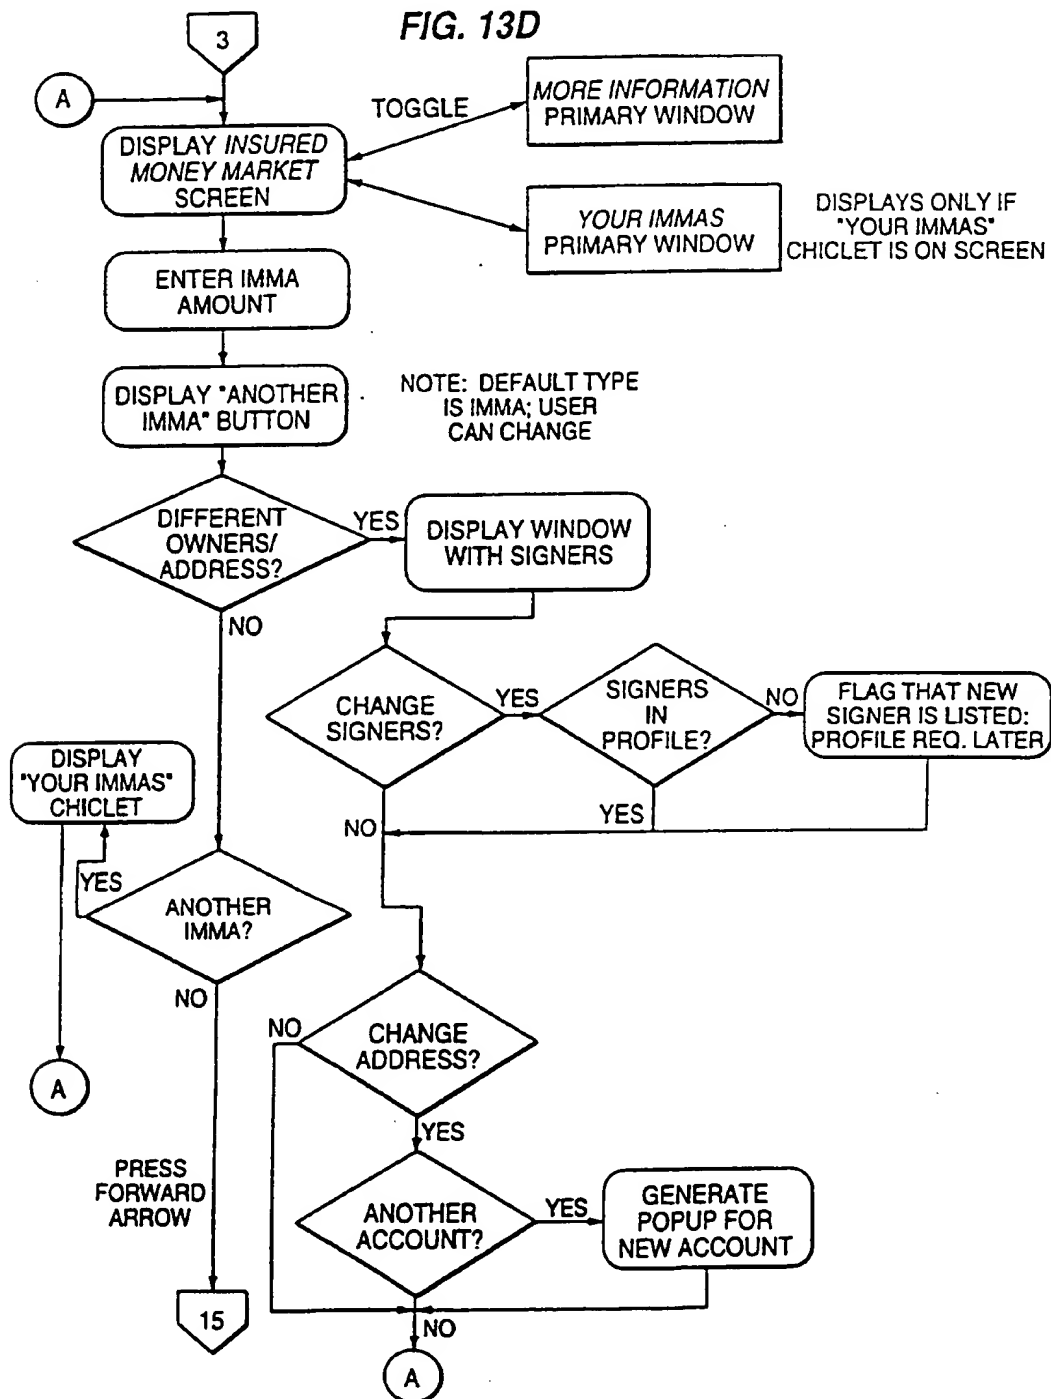 FIG. 13D
3
A
TOGGLE
MORE INFORMATION
PRIMARY WINDOW
DISPLAY INSURED
MONEY MARKET
SCREEN
YOUR IMMAS
PRIMARY WINDOW
DISPLAYS ONLY IF
"YOUR IMMAS"
CHICLET IS ON SCREEN
ENTER IMMA
AMOUNT
DISPLAY "ANOTHER
IMMA" BUTTON
NOTE: DEFAULT TYPE
IS IMMA; USER
CAN CHANGE
DIFFERENT
OWNERS/
ADDRESS?
YES
DISPLAY WINDOW
WITH SIGNERS
NO
CHANGE
SIGNERS?
YES
SIGNERS
IN
PROFILE?
NO
FLAG THAT NEW
SIGNER IS LISTED:
PROFILE REQ. LATER
DISPLAY
"YOUR IMMAS"
CHICLET
NO
YES
YES
ANOTHER
IMMA?
NO
CHANGE
ADDRESS?
NO
A
YES
PRESS
FORWARD
ARROW
ANOTHER
ACCOUNT?
YES
GENERATE
POPUP FOR
NEW ACCOUNT
15
NO
A